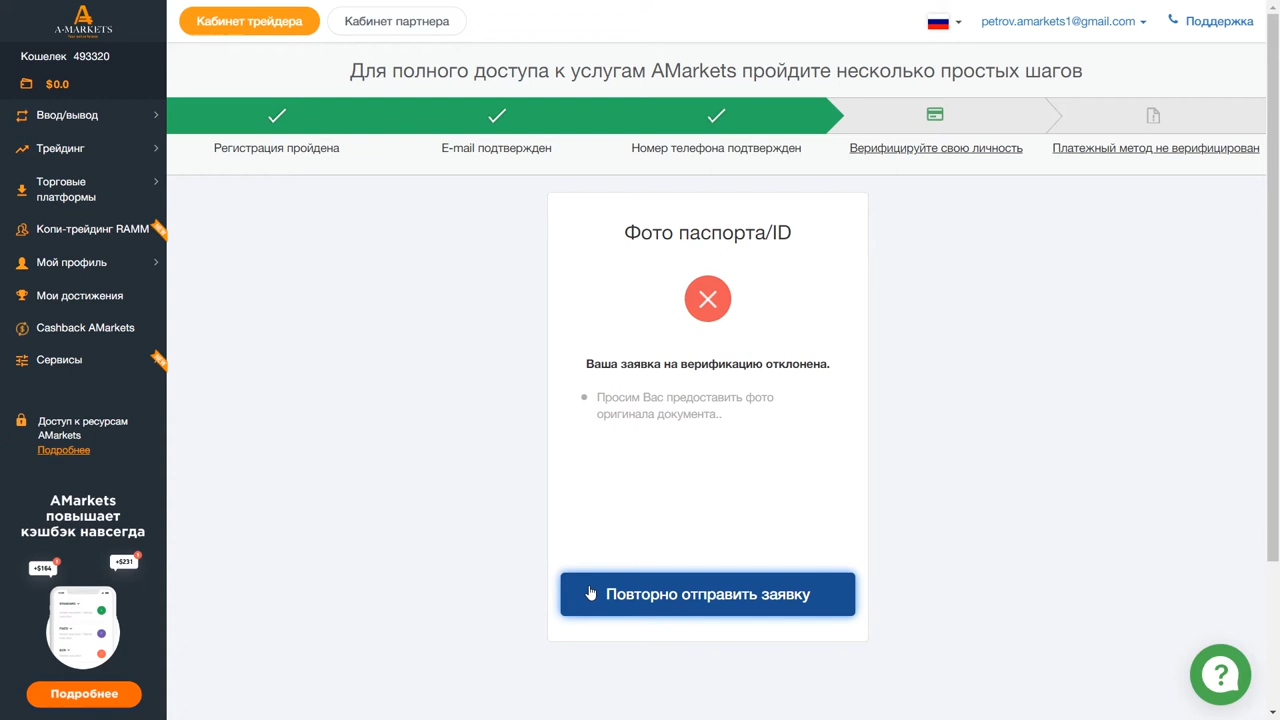 A-MARKETS
Кошелек 493320
$0.0
Ввод/вывод
Трейдинг
Торговые
платформы
Копи-трейдинг RAMM
Мой профиль
Мои достижения
Cashback AMarkets
Сервисы
Доступ к ресурсам
AMarkets
Подробнее
AMarkets
повышает
кэшбэк навсегда
+$164
+$231
Подробнее
Кабинет трейдера
Кабинет партнера
petrov.amarkets1@gmail.com
Поддержка
Для полного доступа к услугам AMarkets пройдите несколько простых шагов
Регистрация пройдена
E-mail подтвержден
Номер телефона подтвержден
Верифицируйте свою личность
Платежный метод не верифицирован
Фото паспорта/ID
Ваша заявка на верификацию отклонена.
Просим Вас предоставить фото
оригинала документа..
Повторно отправить заявку